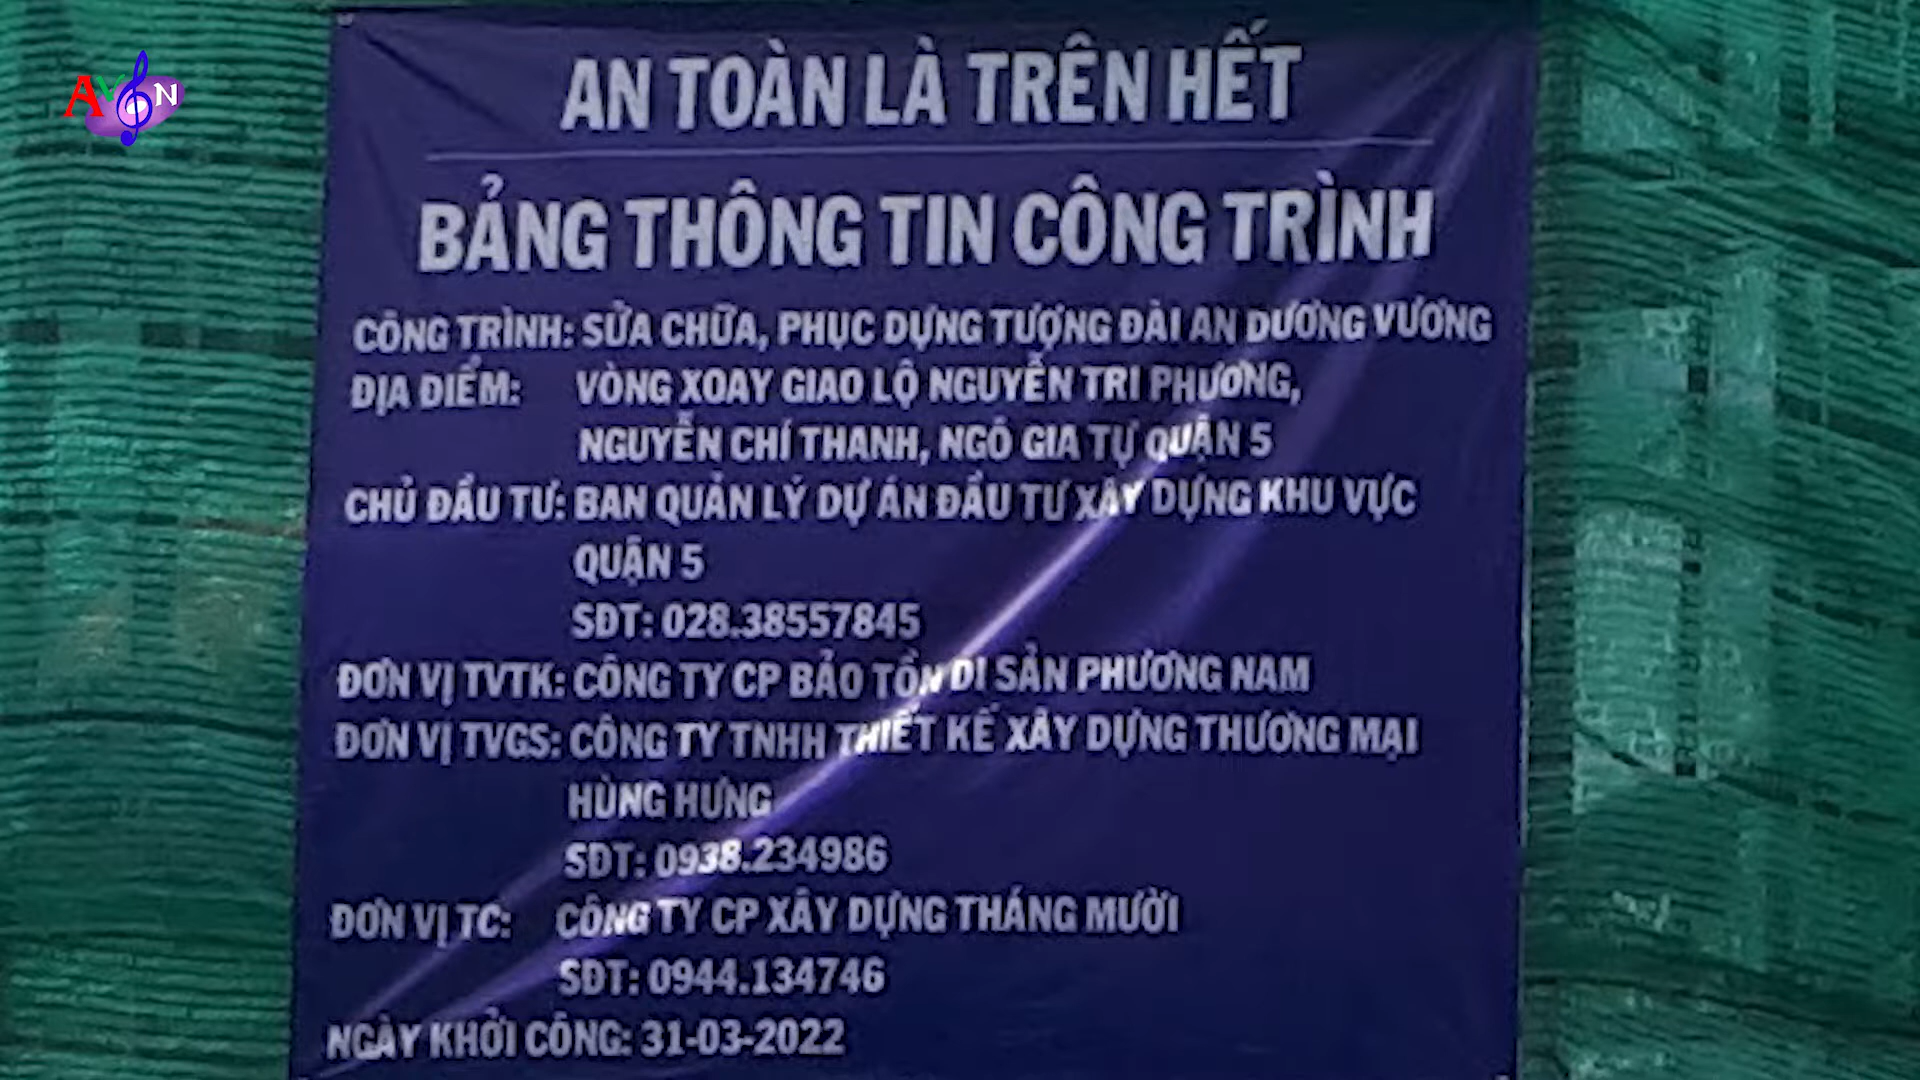 AVON
AN TOÀN LÀ TRÊN HẾT
BẢNG THÔNG TIN CÔNG TRÌNH
CÔNG TRÌNH: SỬA CHỮA, PHỤC DỰNG TƯỢNG ĐÀI AN DƯƠNG VƯƠNG
ĐỊA ĐIỂM: VÒNG XOAY GIAO LỘ NGUYỄN TRI PHƯƠNG,
NGUYỄN CHÍ THANH, NGÔ GIA TỰ QUẬN 5
CHỦ ĐẦU TƯ: BAN QUẢN LÝ DỰ ÁN ĐẦU TƯ XÂY DỰNG KHU VỰC
QUẬN 5
SĐT: 028.38557845
ĐƠN VỊ TVTK: CÔNG TY CP BẢO TỒN DI SẢN PHƯƠNG NAM
ĐƠN VỊ TVGS: CÔNG TY TNHH THIẾT KẾ XÂY DỰNG THƯƠNG MẠI
HÙNG HƯNG
SĐT: 0938.234986
ĐƠN VỊ TC: CÔNG TY CP XÂY DỰNG THÁNG MƯỜI
SĐT: 0944.134746
NGÀY KHỞI CÔNG: 31-03-2022